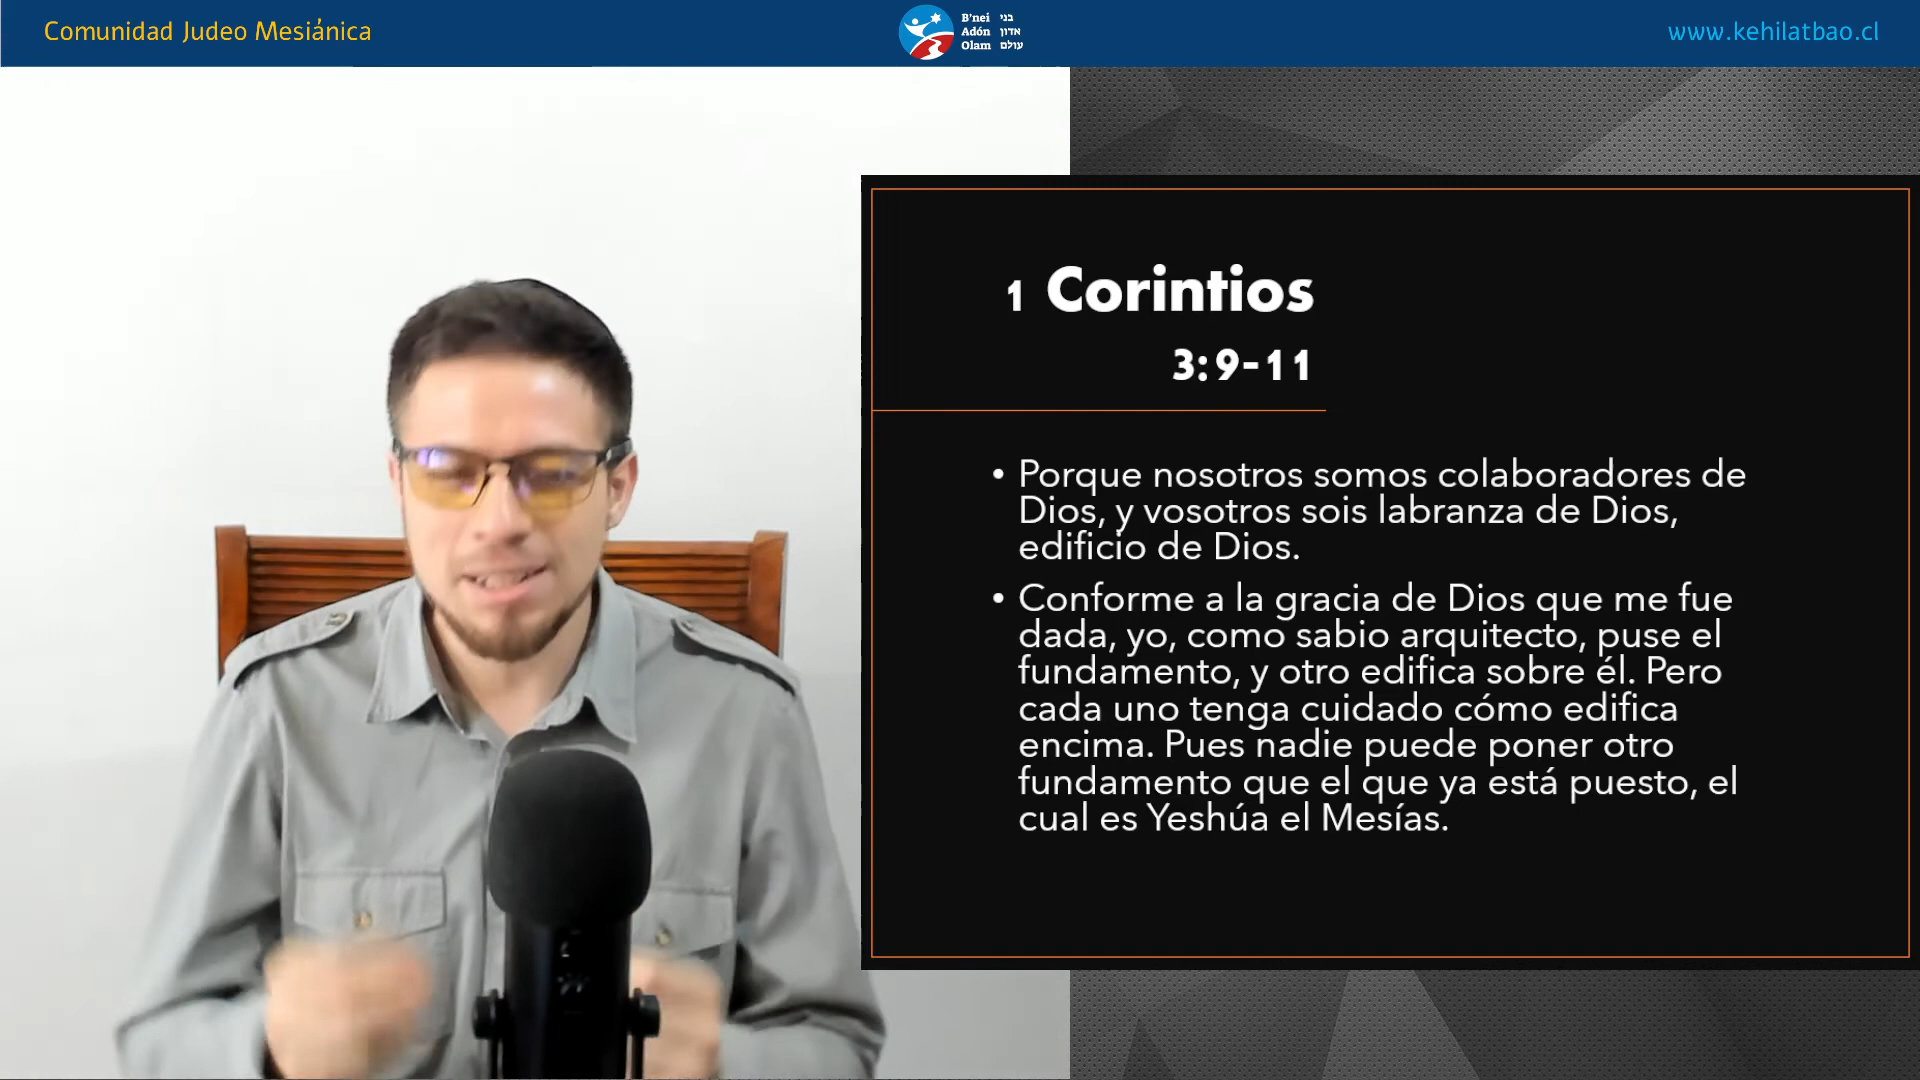 Comunidad Judeo Mesiánica
B'nei בני
Adón אדון
Olam עולם
www.kehilatbao.cl
1 Corintios
3:9-11
• Porque nosotros somos colaboradores de
Dios, y vosotros sois labranza de Dios,
edificio de Dios.
• Conforme a la gracia de Dios que me fue
dada, yo, como sabio arquitecto, puse el
fundamento, y otro edifica sobre él. Pero
cada uno tenga cuidado cómo edifica
encima. Pues nadie puede poner otro
fundamento que el que ya está puesto, el
cual es Yeshúa el Mesías.